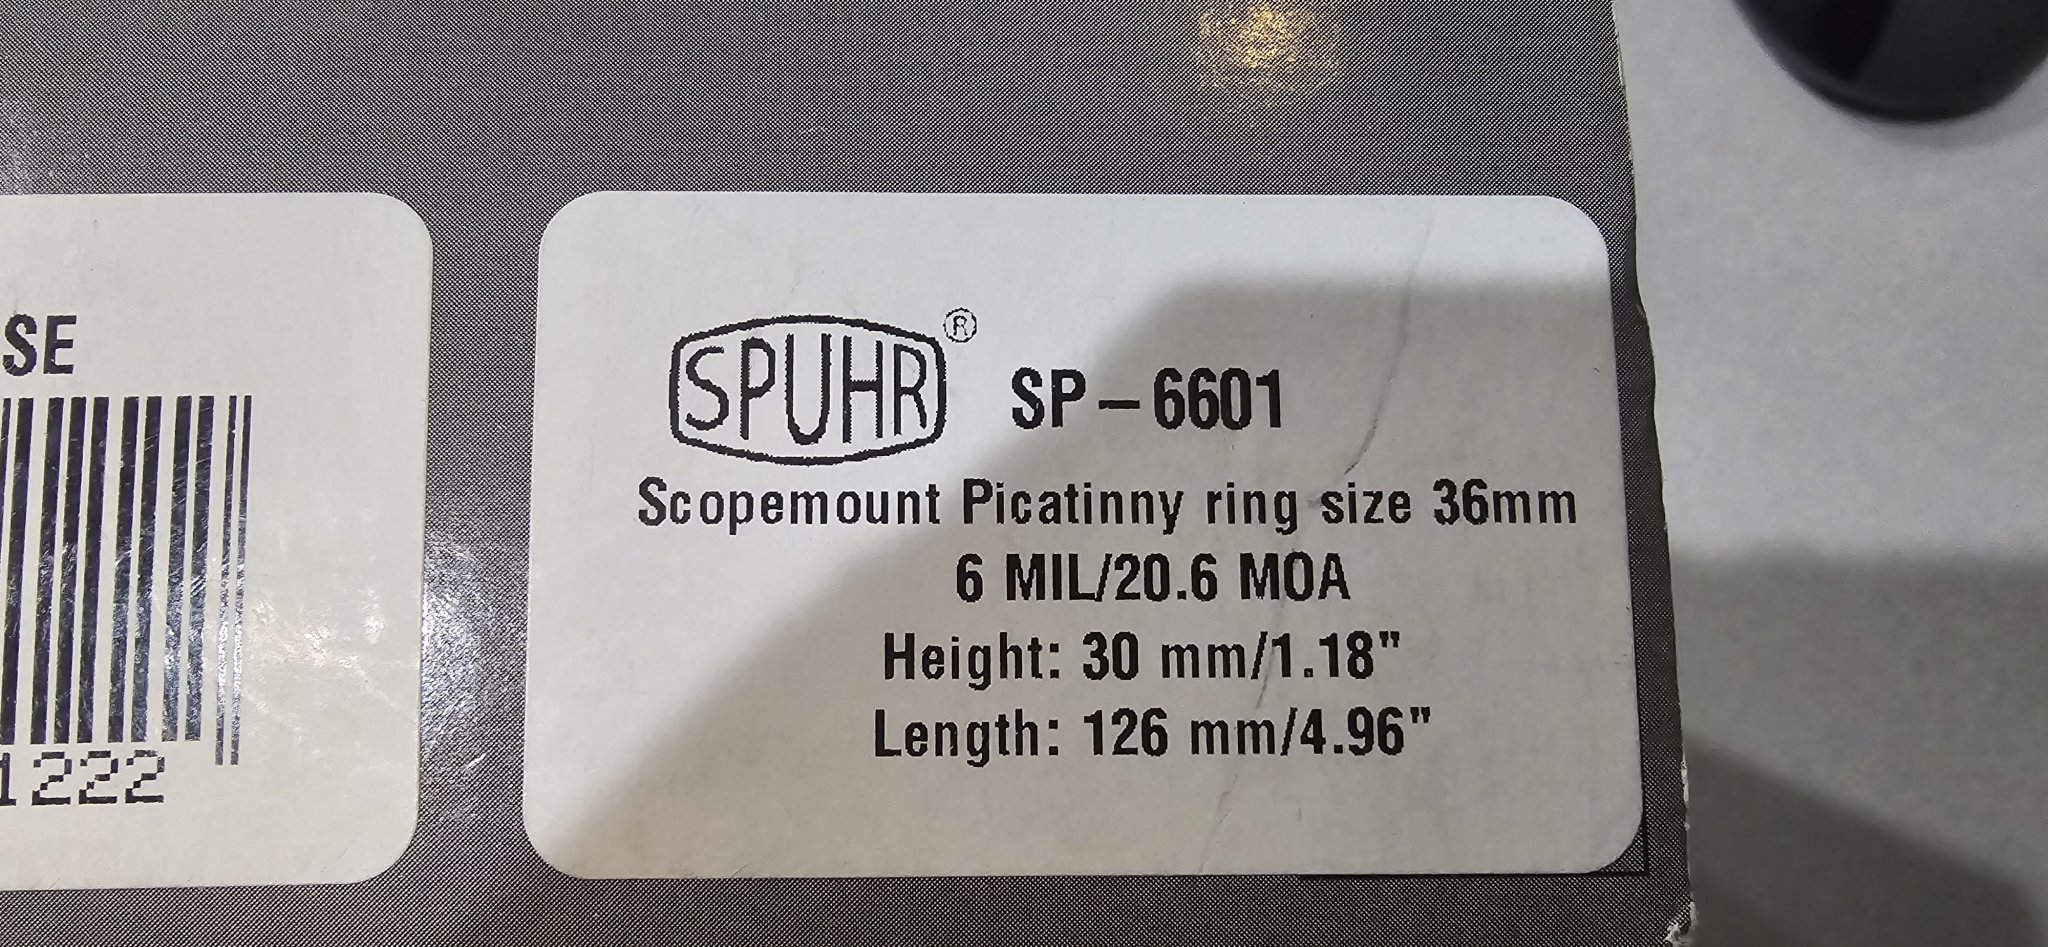 SE
1222
SPUHR® SP-6601
Scopemount Picatinny ring size 36mm
6 MIL/20.6 MOA
Height: 30 mm/1.18"
Length: 126 mm/4.96"